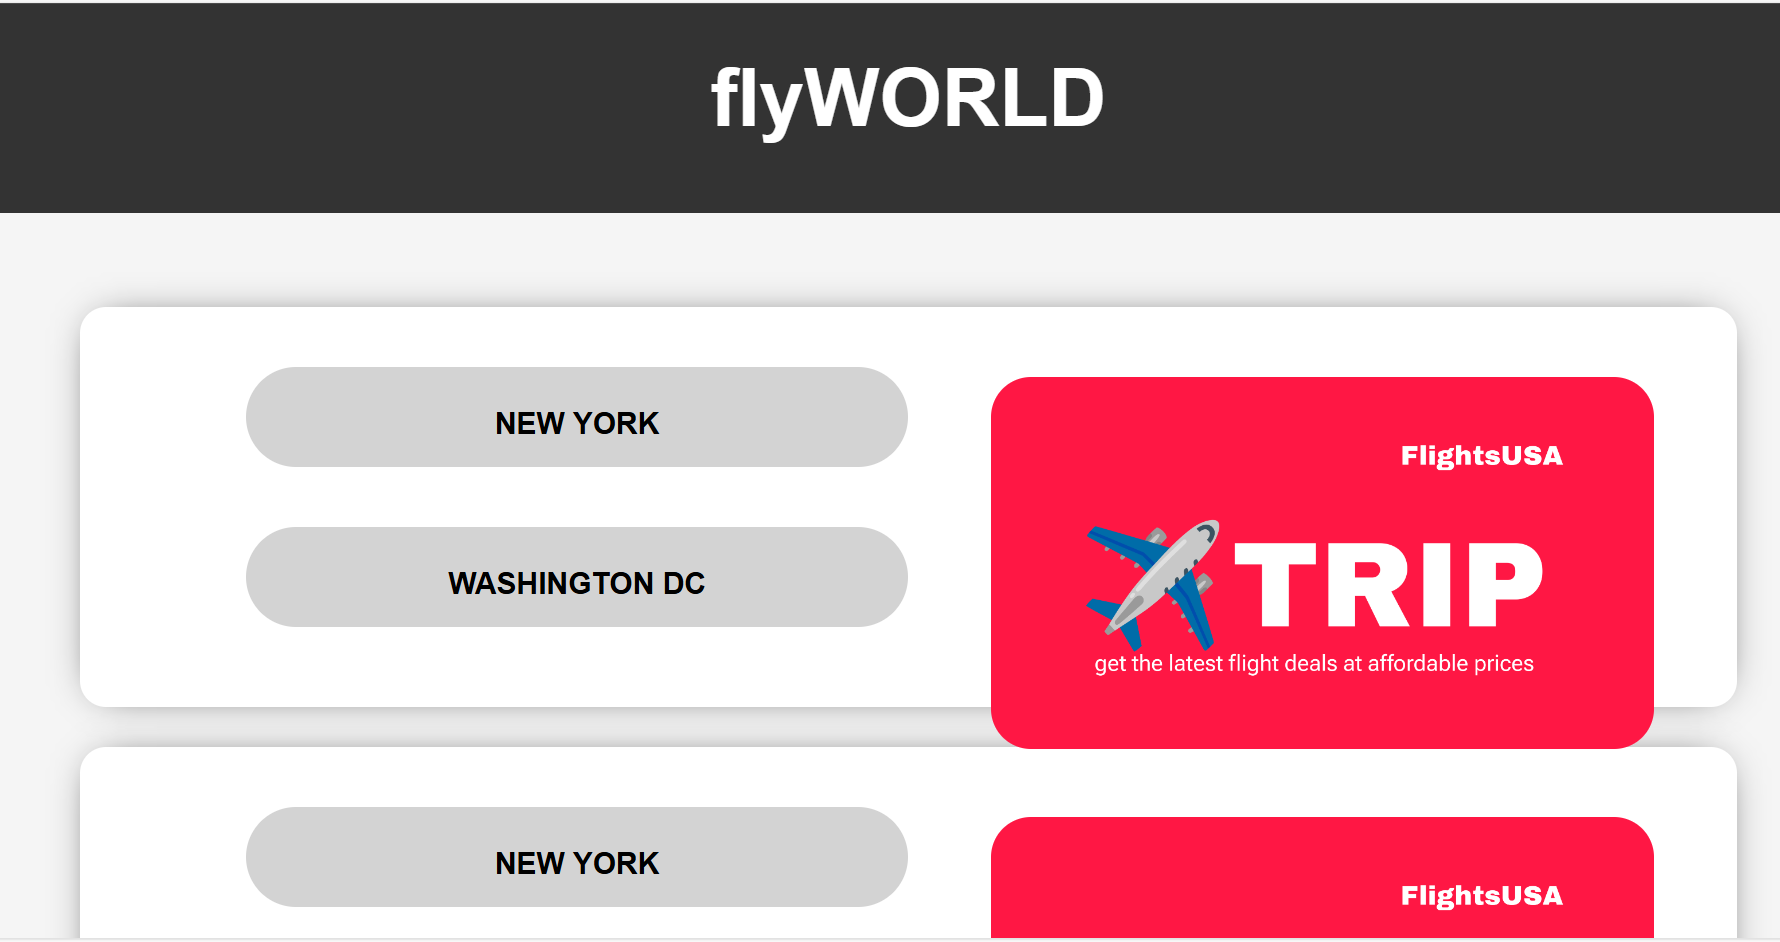 flyWORLD
NEW YORK
WASHINGTON DC
FlightsUSA
TRIP
get the latest flight deals at affordable prices
NEW YORK
FlightsUSA